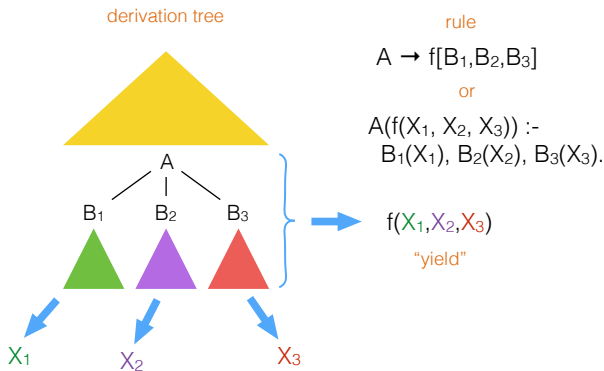 derivation tree
rule
A → f[B₁,B₂,B₃]
or
A(f(X₁, X₂, X₃)) :-
B₁(X₁), B₂(X₂), B₃(X₃).
A
B₁ B₂ B₃
f(X₁,X₂,X₃)
“yield”
X₁ X₂ X₃